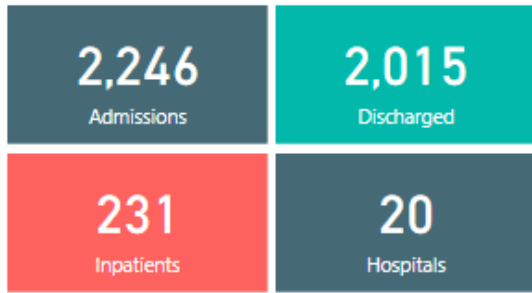 2,246
Admissions
2,015
Discharged
231
Inpatients
20
Hospitals